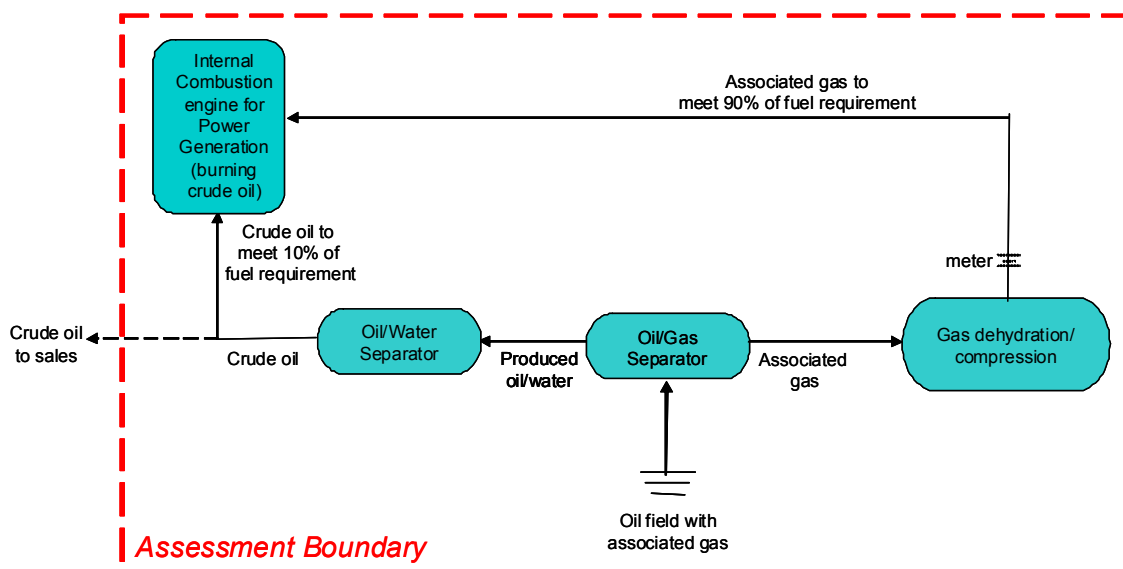 Internal
Combustion
engine for
Power
Generation
(burning
crude oil)
Associated gas to
meet 90% of fuel requirement
Crude oil to
meet 10% of
fuel requirement
meter
Crude oil
to sales
Crude oil
Oil/Water
Separator
Produced
oil/water
Oil/Gas
Separator
Associated
gas
Gas dehydration/
compression
Oil field with
associated gas
Assessment Boundary